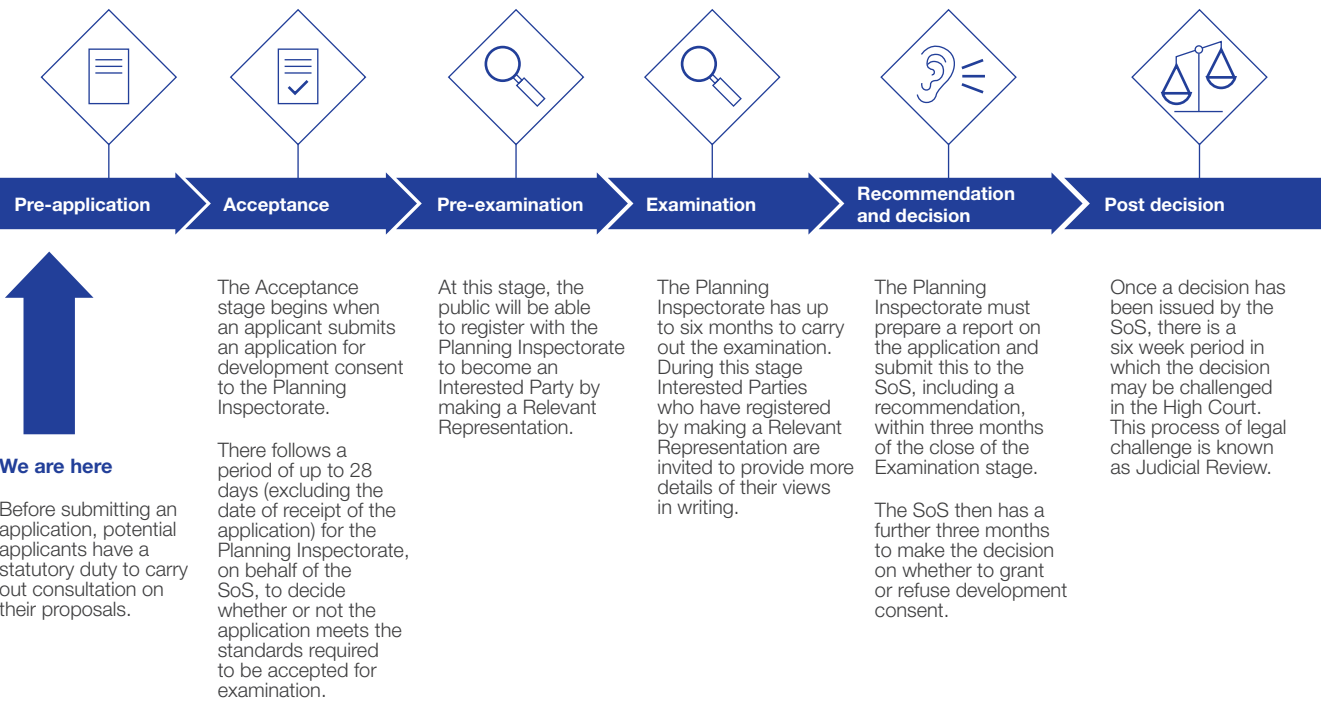 Pre-application
Acceptance
Pre-examination
Examination
Recommendation
and decision
Post decision
We are here
Before submitting an
application, potential
applicants have a
statutory duty to carry
out consultation on
their proposals.
The Acceptance
stage begins when
an applicant submits
an application for
development consent
to the Planning
Inspectorate.
There follows a
period of up to 28
days (excluding the
date of receipt of the
application) for the
Planning Inspectorate,
on behalf of the
SoS, to decide
whether or not the
application meets the
standards required
to be accepted for
examination.
At this stage, the
public will be able
to register with the
Planning Inspectorate
to become an
Interested Party by
making a Relevant
Representation.
The Planning
Inspectorate has up
to six months to carry
out the examination.
During this stage
Interested Parties
who have registered
by making a Relevant
Representation are
invited to provide more
details of their views
in writing.
The Planning
Inspectorate must
prepare a report on
the application and
submit this to the
SoS, including a
recommendation,
within three months
of the close of the
Examination stage.
The SoS then has a
further three months
to make the decision
on whether to grant
or refuse development
consent.
Once a decision has
been issued by the
SoS, there is a
six week period in
which the decision
may be challenged
in the High Court.
This process of legal
challenge is known
as Judicial Review.